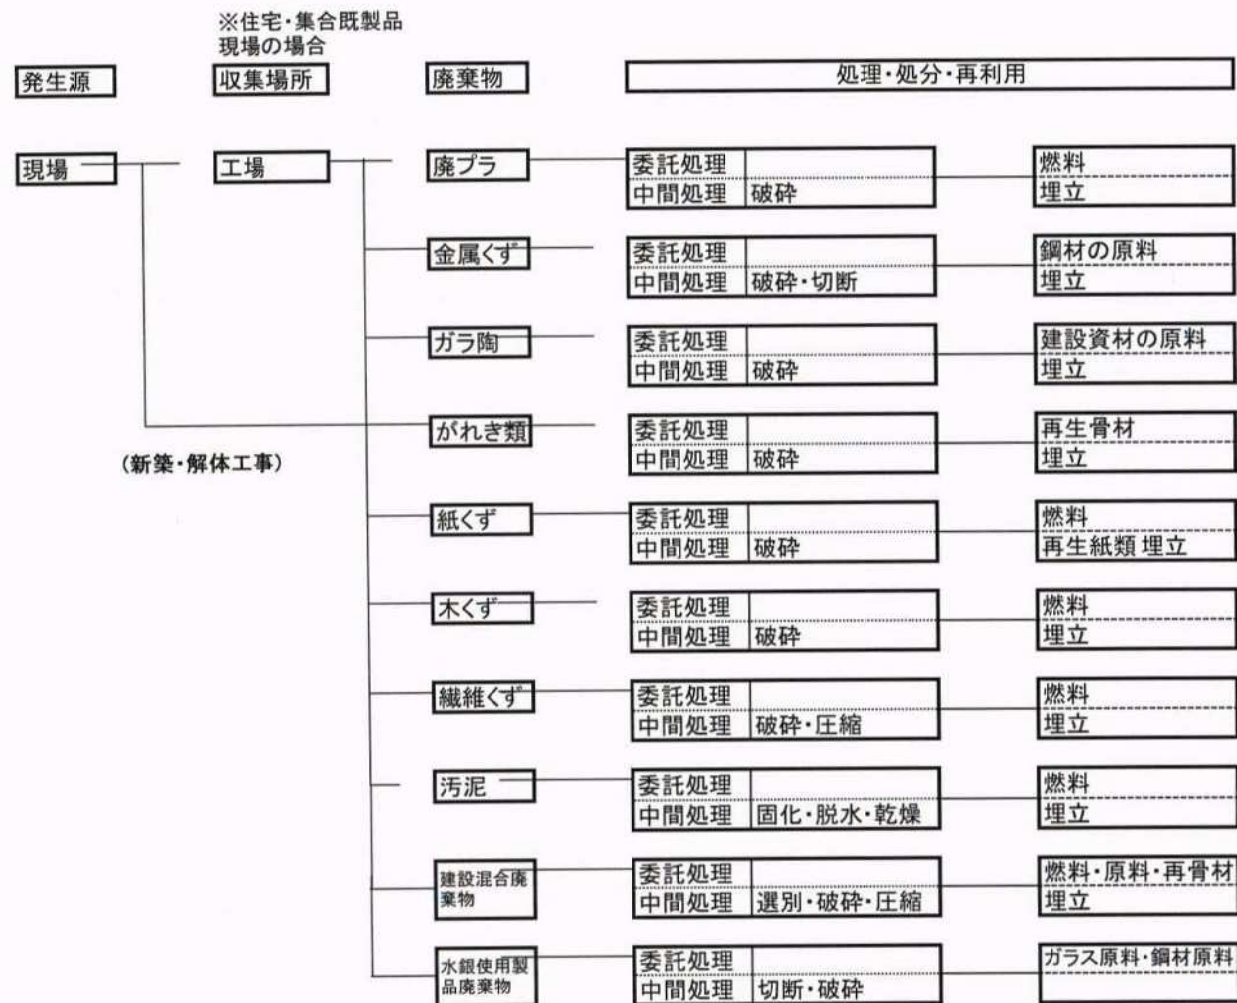 ※住宅・集合既製品
現場の場合
発生源 収集場所 廃棄物 処理・処分・再利用
現場 工場 廃プラ 委託処理 燃料
中間処理 破砕 埋立
金属くず 委託処理 鋼材の原料
中間処理 破砕・切断 埋立
ガラ陶 委託処理 建設資材の原料
中間処理 破砕 埋立
がれき類 委託処理 再生骨材
中間処理 破砕 埋立
(新築・解体工事)
紙くず 委託処理 燃料
中間処理 破砕 再生紙類 埋立
木くず 委託処理 燃料
中間処理 破砕 埋立
繊維くず 委託処理 燃料
中間処理 破砕・圧縮 埋立
汚泥 委託処理 燃料
中間処理 固化・脱水・乾燥 埋立
建設混合廃
棄物
委託処理 燃料・原料・再骨材
中間処理 選別・破砕・圧縮 埋立
水銀使用製
品廃棄物
委託処理 ガラス原料・鋼材原料
中間処理 切断・破砕